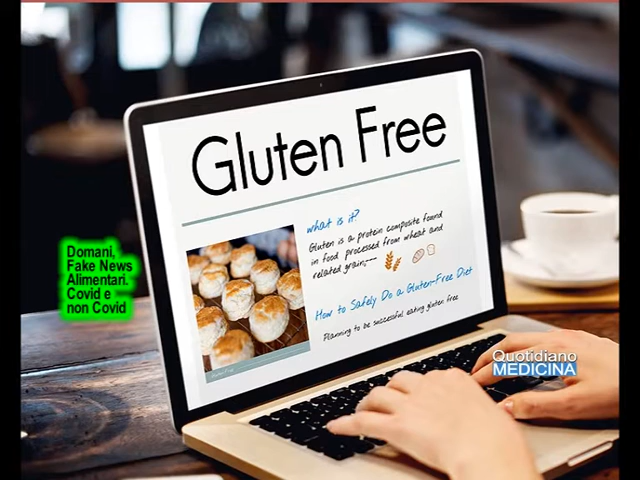 Gluten Free
what is it?
Gluten is a protein composite found
in food processed from wheat and
related grain,
How to Safely Do a Gluten-Free Diet
Planning to be successful eating gluten free
Gluten Free
Domani,
Fake News
Alimentari.
Covid e
non Covid
Quotidiano
MEDICINA